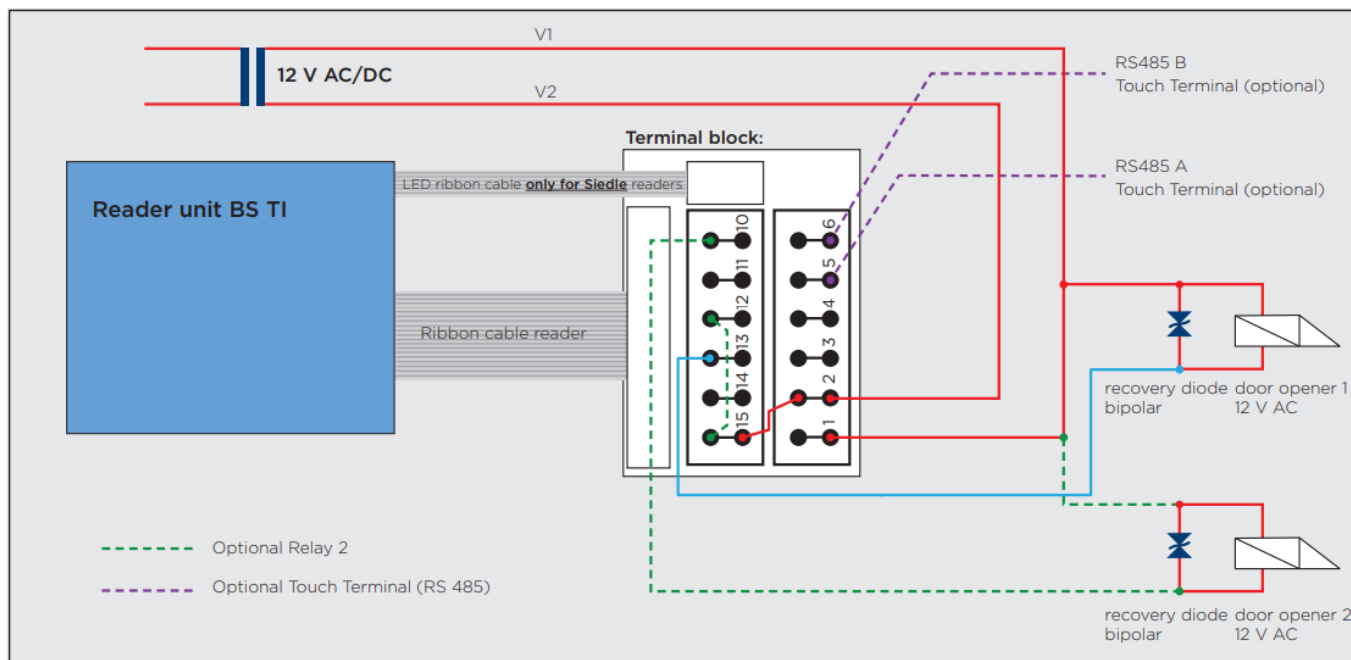 V1
12 V AC/DC
V2
RS485 B
Touch Terminal (optional)
Terminal block:
RS485 A
Touch Terminal (optional)
LED ribbon cable only for Siedle readers
Reader unit BS TI
10
11
12
13
14
15
6
5
4
3
2
1
Ribbon cable reader
recovery diode
bipolar
door opener 1
12 V AC
Optional Relay 2
Optional Touch Terminal (RS 485)
recovery diode
bipolar
door opener 2
12 V AC